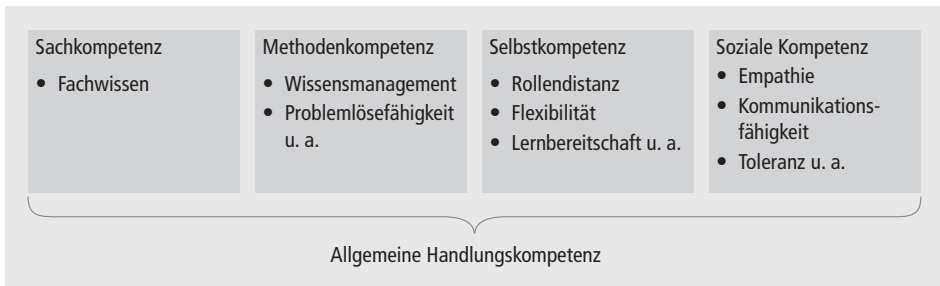 Sachkompetenz
• Fachwissen
Methodenkompetenz
• Wissensmanagement
• Problemlösefähigkeit
u. a.
Selbstkompetenz
• Rollendistanz
• Flexibilität
• Lernbereitschaft u. a.
Soziale Kompetenz
• Empathie
• Kommunikations-
fähigkeit
• Toleranz u. a.
Allgemeine Handlungskompetenz